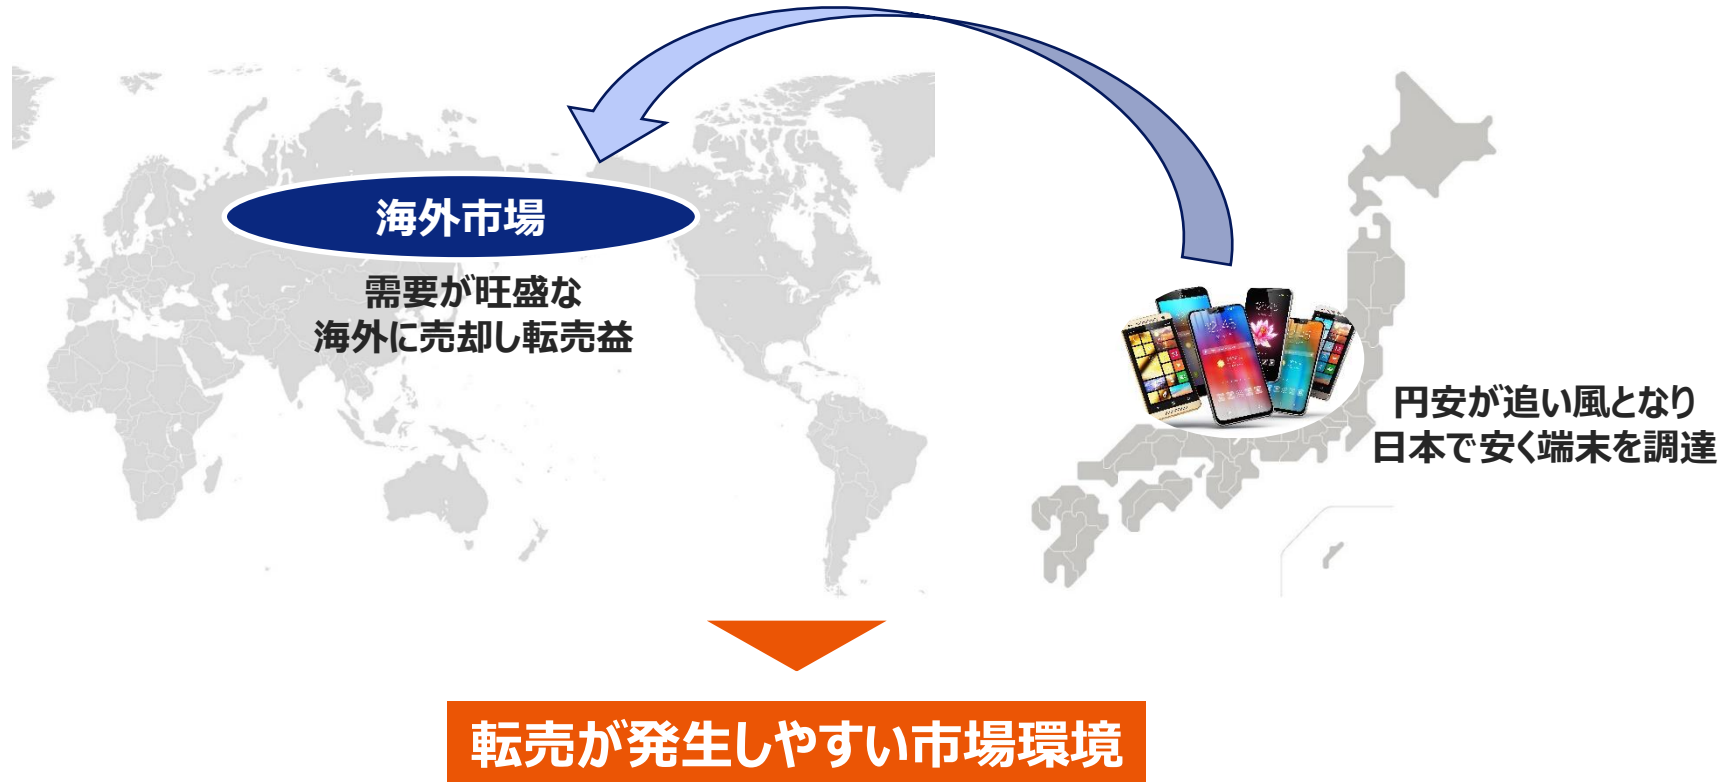 海外市場
需要が旺盛な
海外に売却し転売益
円安が追い風となり
日本で安く端末を調達
転売が発生しやすい市場環境